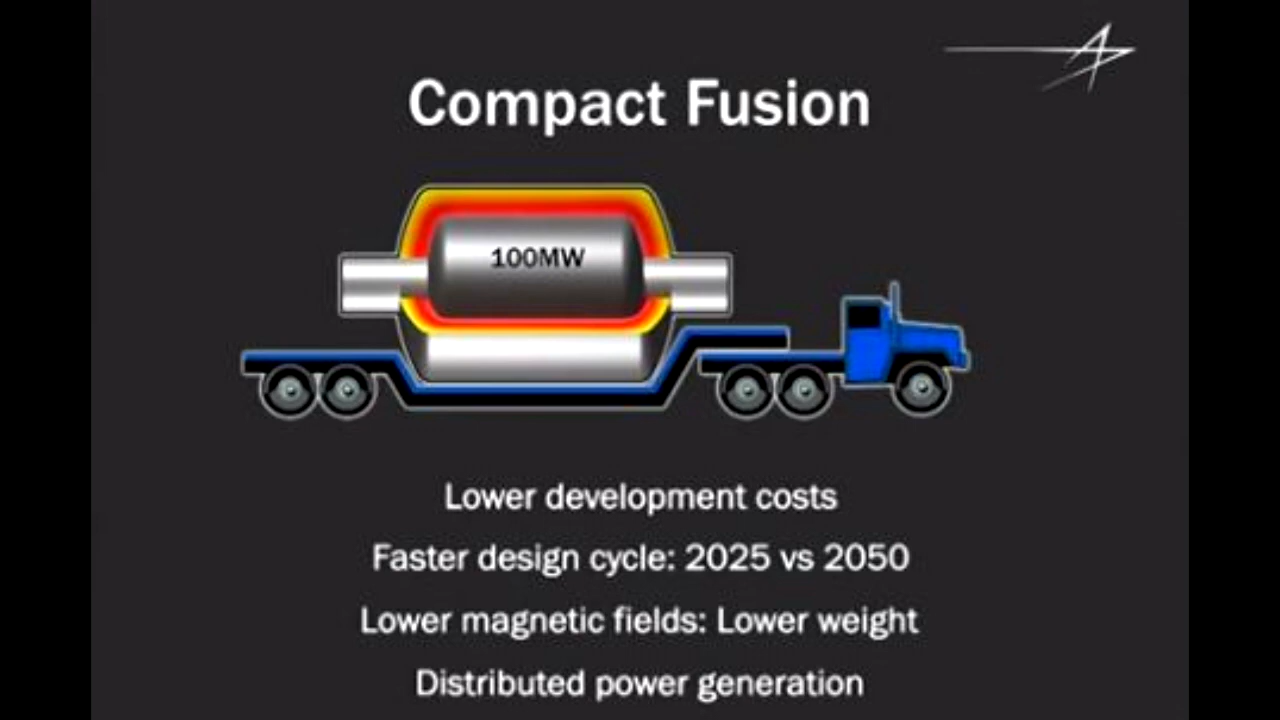 Compact Fusion
100MW
Lower development costs
Faster design cycle: 2025 vs 2050
Lower magnetic fields: Lower weight
Distributed power generation